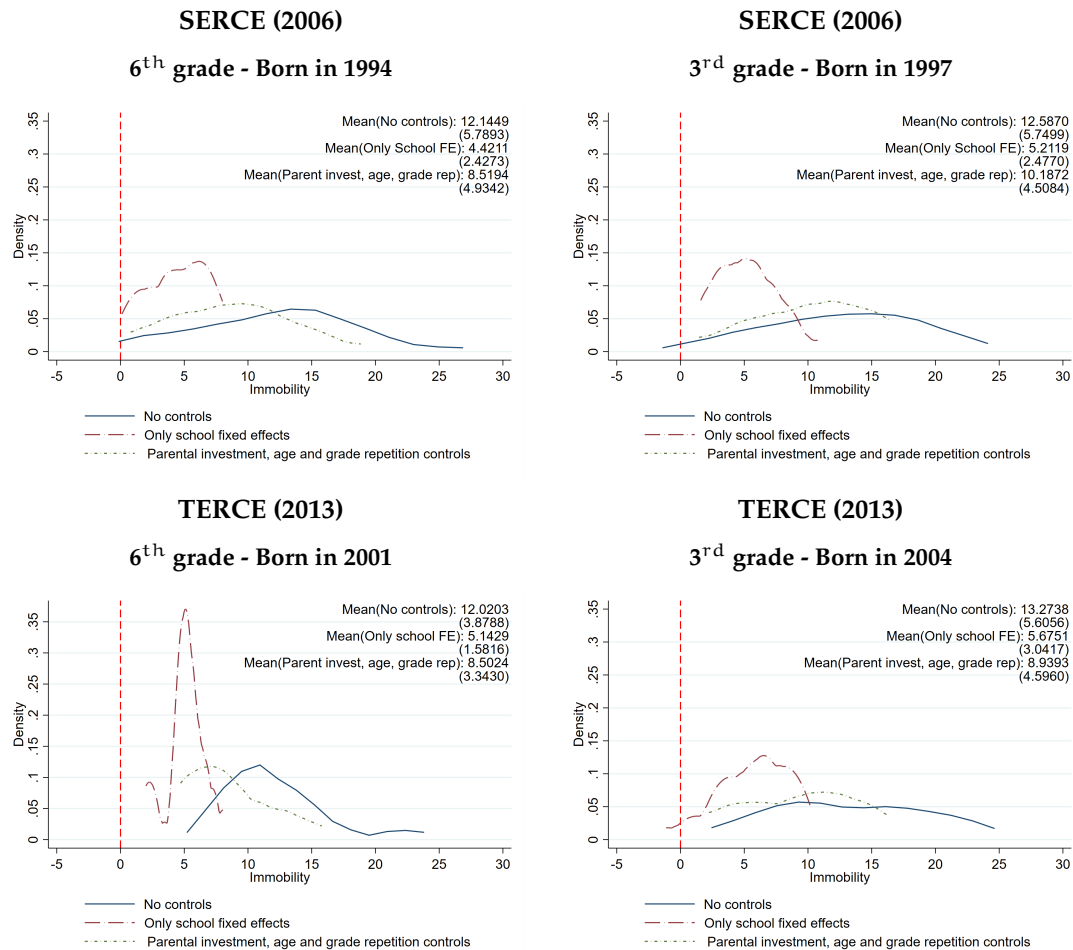 SERCE (2006)
6th grade - Born in 1994
Mean(No controls): 12.1449
(5.7893)
Mean(Only School FE): 4.4211
(2.4273)
Mean(Parent invest, age, grade rep): 8.5194
(4.9342)
Density
0 .05 .1 .15 .2 .25 .3 .35
-5 0 5 10 15 20 25 30
Immobility
No controls
Only school fixed effects
Parental investment, age and grade repetition controls
SERCE (2006)
3rd grade - Born in 1997
Mean(No controls): 12.5870
(5.7499)
Mean(Only School FE): 5.2119
(2.4770)
Mean(Parent invest, age, grade rep): 10.1872
(4.5084)
Density
0 .05 .1 .15 .2 .25 .3 .35
-5 0 5 10 15 20 25 30
Immobility
No controls
Only school fixed effects
Parental investment, age and grade repetition controls
TERCE (2013)
6th grade - Born in 2001
Mean(No controls): 12.0203
(3.8788)
Mean(Only school FE): 5.1429
(1.5816)
Mean(Parent invest, age, grade rep): 8.5024
(3.3430)
Density
0 .05 .1 .15 .2 .25 .3 .35
-5 0 5 10 15 20 25 30
Immobility
No controls
Only school fixed effects
Parental investment, age and grade repetition controls
TERCE (2013)
3rd grade - Born in 2004
Mean(No controls): 13.2738
(5.6056)
Mean(Only school FE): 5.6751
(3.0417)
Mean(Parent invest, age, grade rep): 8.9393
(4.5960)
Density
0 .05 .1 .15 .2 .25 .3 .35
-5 0 5 10 15 20 25 30
Immobility
No controls
Only school fixed effects
Parental investment, age and grade repetition controls